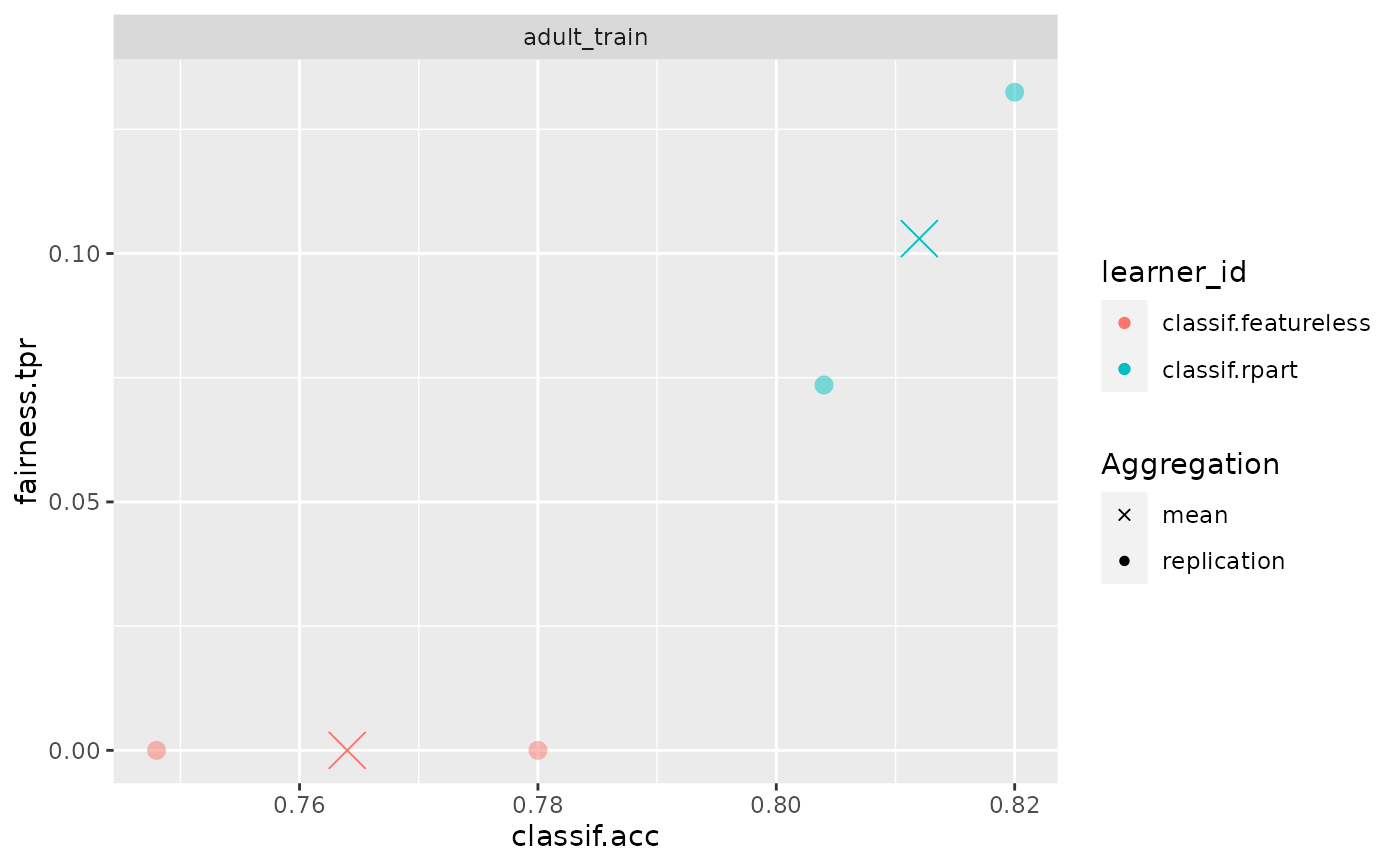 adult_train
fairness.tpr
0.10
0.05
0.00
0.76 0.78 0.80 0.82
classif.acc
learner_id
classif.featureless
classif.rpart
Aggregation
mean
replication